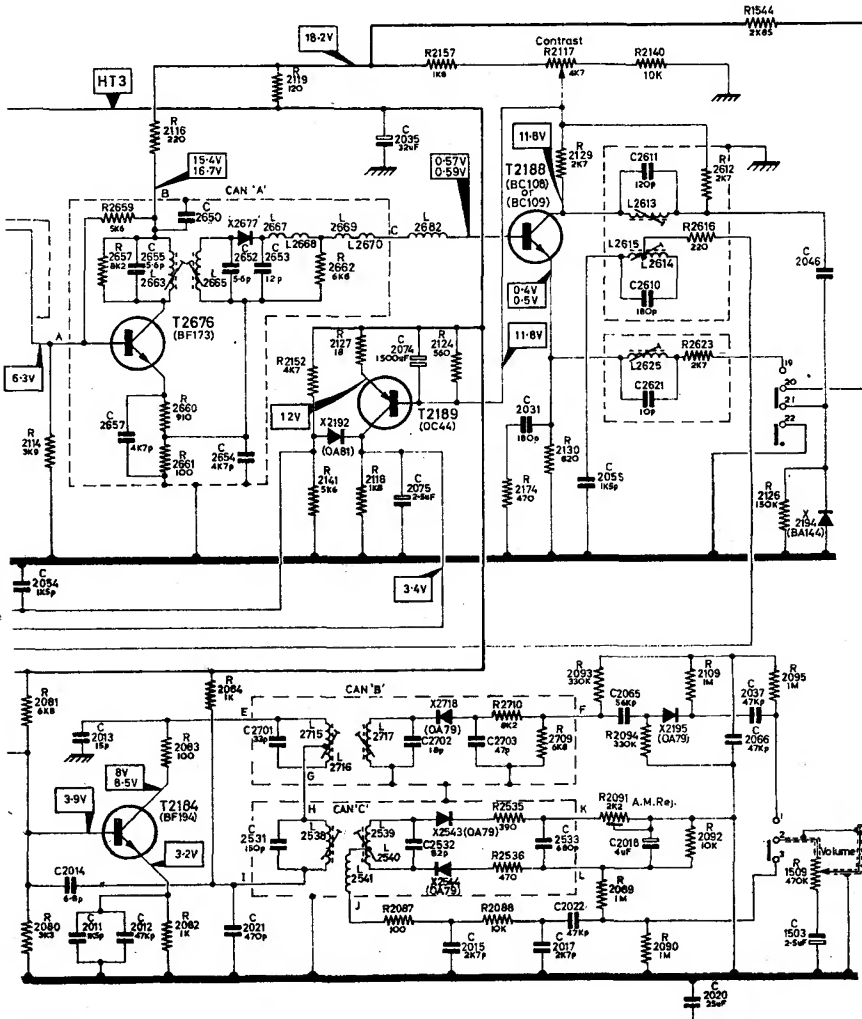 R1544
2K85
18·2V
R2157
1K8
Contrast
R2117
4K7
R2140
10K
HT3
R
2119
120
R
2116
220
C
2035
32uF
15·4V
16·7V
B
CAN 'A'
0·57V
0·59V
11·8V
T2188
(BC108)
or
(BC109)
R
2129
2K7
C2611
120p
R
2612
2K7
L2613
R2659
5K6
C
2650
X2677
L
2667
L2668
L
2669
L2670
C
L
2682
R
2657
8K2
C
2655
5·6p
L
2663
L
2665
C
2652
5·6p
C
2653
12p
R
2662
6K8
L2615
L2614
R2616
220
C2610
180p
C
2046
0·4V
0·5V
A
T2676
(BF173)
6·3V
R
2152
4K7
R
2127
18
C
2074
1500uF
R
2124
560
11·8V
L2625
R2623
2K7
C2621
10p
19
20
21
22
12V
T2189
(OC44)
X2192
(OA81)
C
2657
4K7p
R
2660
910
R
2661
100
C
2654
4K7p
R
2114
3K9
R
2141
5K6
R
2118
1K8
C
2075
2·5uF
C
2031
180p
R
2174
470
R
2130
820
C
2055
1K5p
R
2126
150K
X
2194
(BA144)
C
2054
1K5p
3·4V
R
2081
6K8
R
2084
1K
CAN 'B'
E
C2701
33p
L
2715
L
2716
G
L
2717
X2718
(OA79)
C
2702
18p
R2710
8K2
C
2703
47p
R
2709
6K8
F
R
2093
330K
C2065
56Kp
R
2109
1M
R
2095
1M
C
2037
47Kp
R
2094
330K
X2195
(OA79)
C
2066
47Kp
C
2013
15p
R
2083
100
8V
8·5V
3·9V
T2184
(BF194)
3·2V
H
CAN 'C'
C
2531
150p
L
2538
L
2539
L
2540
L
2541
X2543(OA79)
C
2532
82p
X2544
(OA79)
R2535
390
R2536
470
C
2533
680p
K
L
R2091
2K2
A.M.Rej.
C
2018
4uF
R
2092
10K
1
2
3
Volume
R
1509
470K
C
1503
2·5uF
C2014
6·8p
I
J
R
2080
3K3
C
2011
1K5p
C
2012
47Kp
R
2082
1K
C
2021
470p
R2087
100
R2088
10K
C2022
47Kp
R
2089
1M
C
2015
2K7p
C
2017
2K7p
R
2090
1M
C
2020
25uF